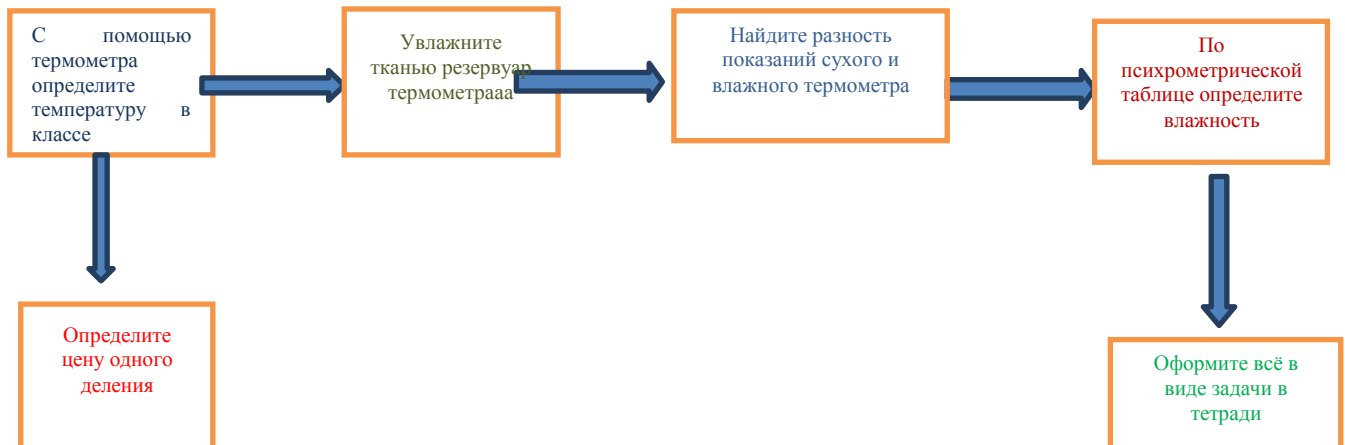 С помощью
термометра
определите
температуру в
классе
Увлажните
тканью резервуар
термометрааа
Найдите разность
показаний сухого и
влажного термометра
По
психрометрической
таблице определите
влажность
Определите
цену одного
деления
Оформите всё в
виде задачи в
тетради